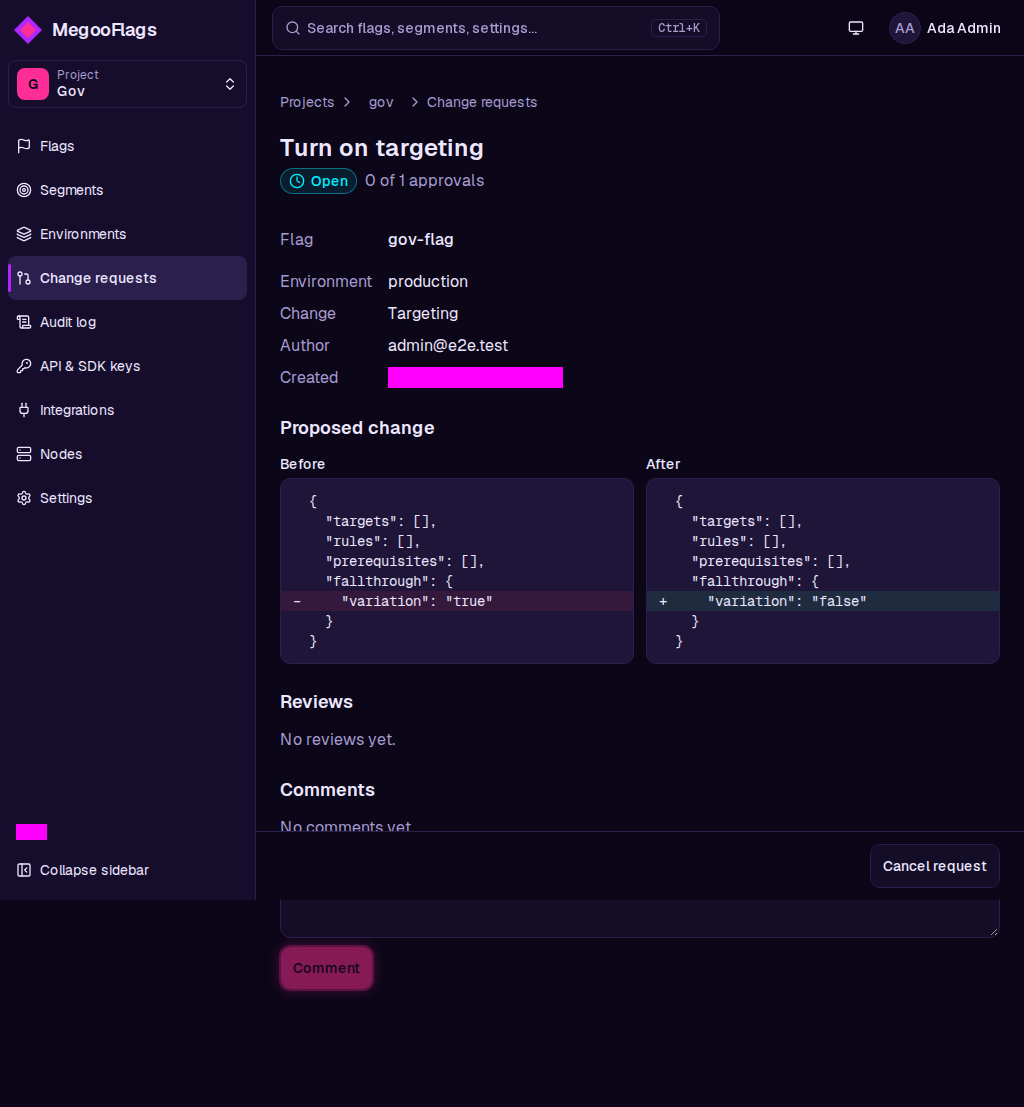 MegooFlags
Search flags, segments, settings...
Ctrl+K
AA
Ada Admin
G
Project
Gov
Flags
Segments
Environments
Change requests
Audit log
API & SDK keys
Integrations
Nodes
Settings
Collapse sidebar
Projects > gov > Change requests
Turn on targeting
Open
0 of 1 approvals
Flag gov-flag
Environment production
Change Targeting
Author admin@e2e.test
Created
Proposed change
Before
{
"targets": [],
"rules": [],
"prerequisites": [],
"fallthrough": {
− "variation": "true"
}
}
After
{
"targets": [],
"rules": [],
"prerequisites": [],
"fallthrough": {
+ "variation": "false"
}
}
Reviews
No reviews yet.
Comments
No comments yet
Cancel request
Comment